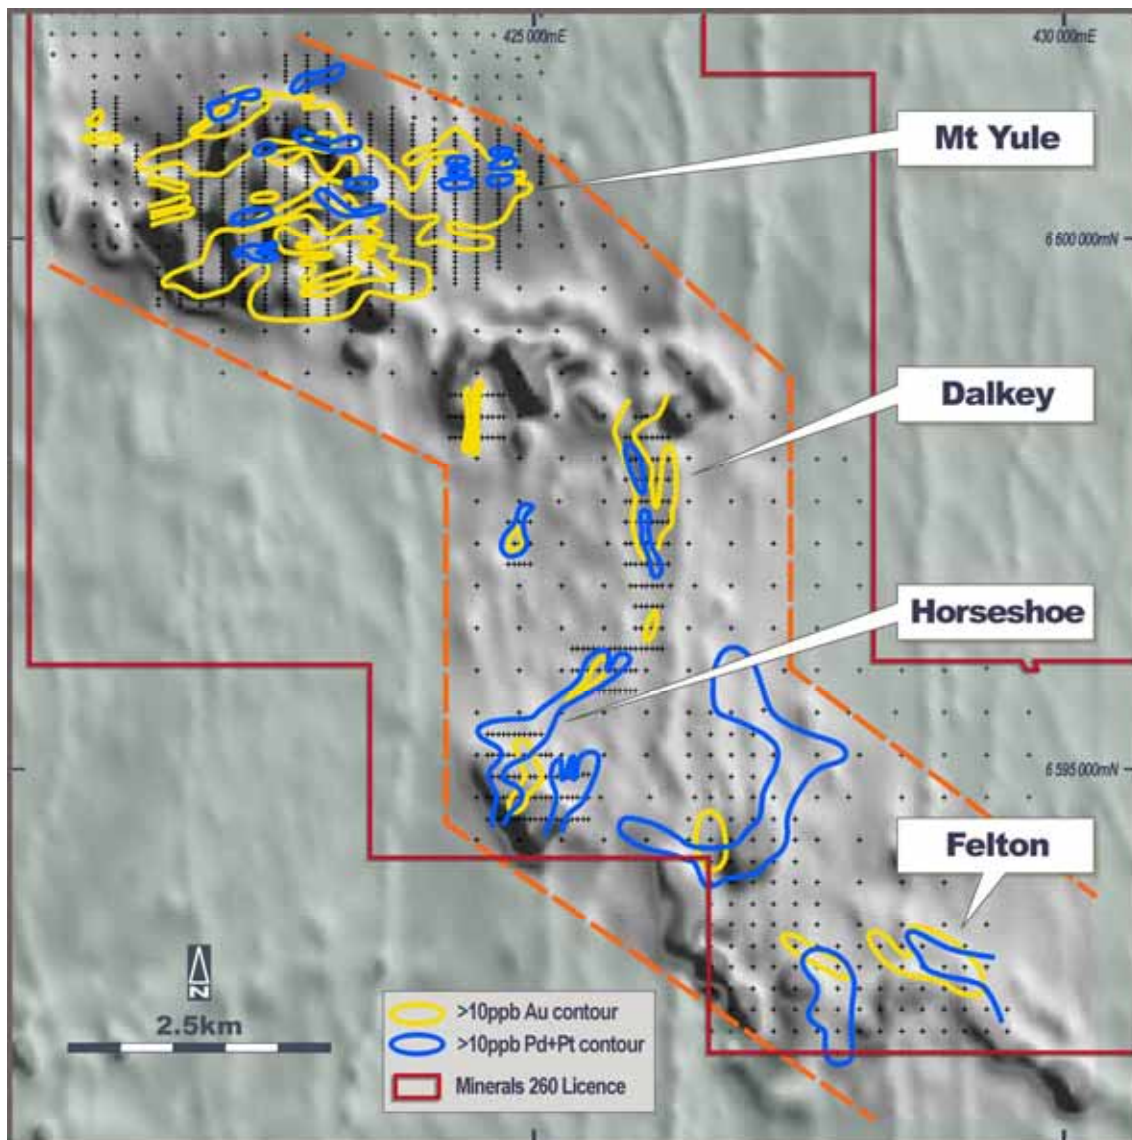 425 000mE
430 000mE
Mt Yule
6 600 000mN
Dalkey
Horseshoe
6 595 000mN
Felton
N
2.5km
>10ppb Au contour
>10ppb Pd+Pt contour
Minerals 260 Licence